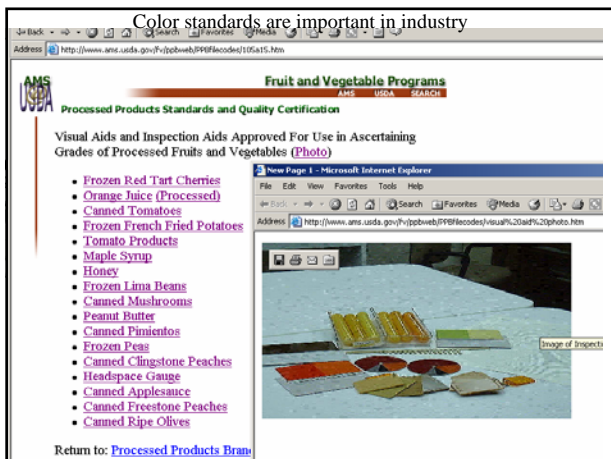 Color standards are important in industry
Back
Search Favorites Media
Address http://www.ams.usda.gov/fv/ppbweb/PPBfilecodes/105a15.htm
AMS
USDA
Fruit and Vegetable Programs
AMS USDA SEARCH
Processed Products Standards and Quality Certification
Visual Aids and Inspection Aids Approved For Use in Ascertaining
Grades of Processed Fruits and Vegetables (Photo)
Frozen Red Tart Cherries
Orange Juice (Processed)
Canned Tomatoes
Frozen French Fried Potatoes
Tomato Products
Maple Syrup
Honey
Frozen Lima Beans
Canned Mushrooms
Peanut Butter
Canned Pimientos
Frozen Peas
Canned Clingstone Peaches
Headspace Gauge
Canned Applesauce
Canned Freestone Peaches
Canned Ripe Olives
Return to: Processed Products Bran
New Page 1 - Microsoft Internet Explorer
File Edit View Favorites Tools Help
Back Search Favorites Media
Address http://www.ams.usda.gov/fv/ppbweb/PPBfilecodes/visual%20aid%20photo.htm
Image of Inspecti